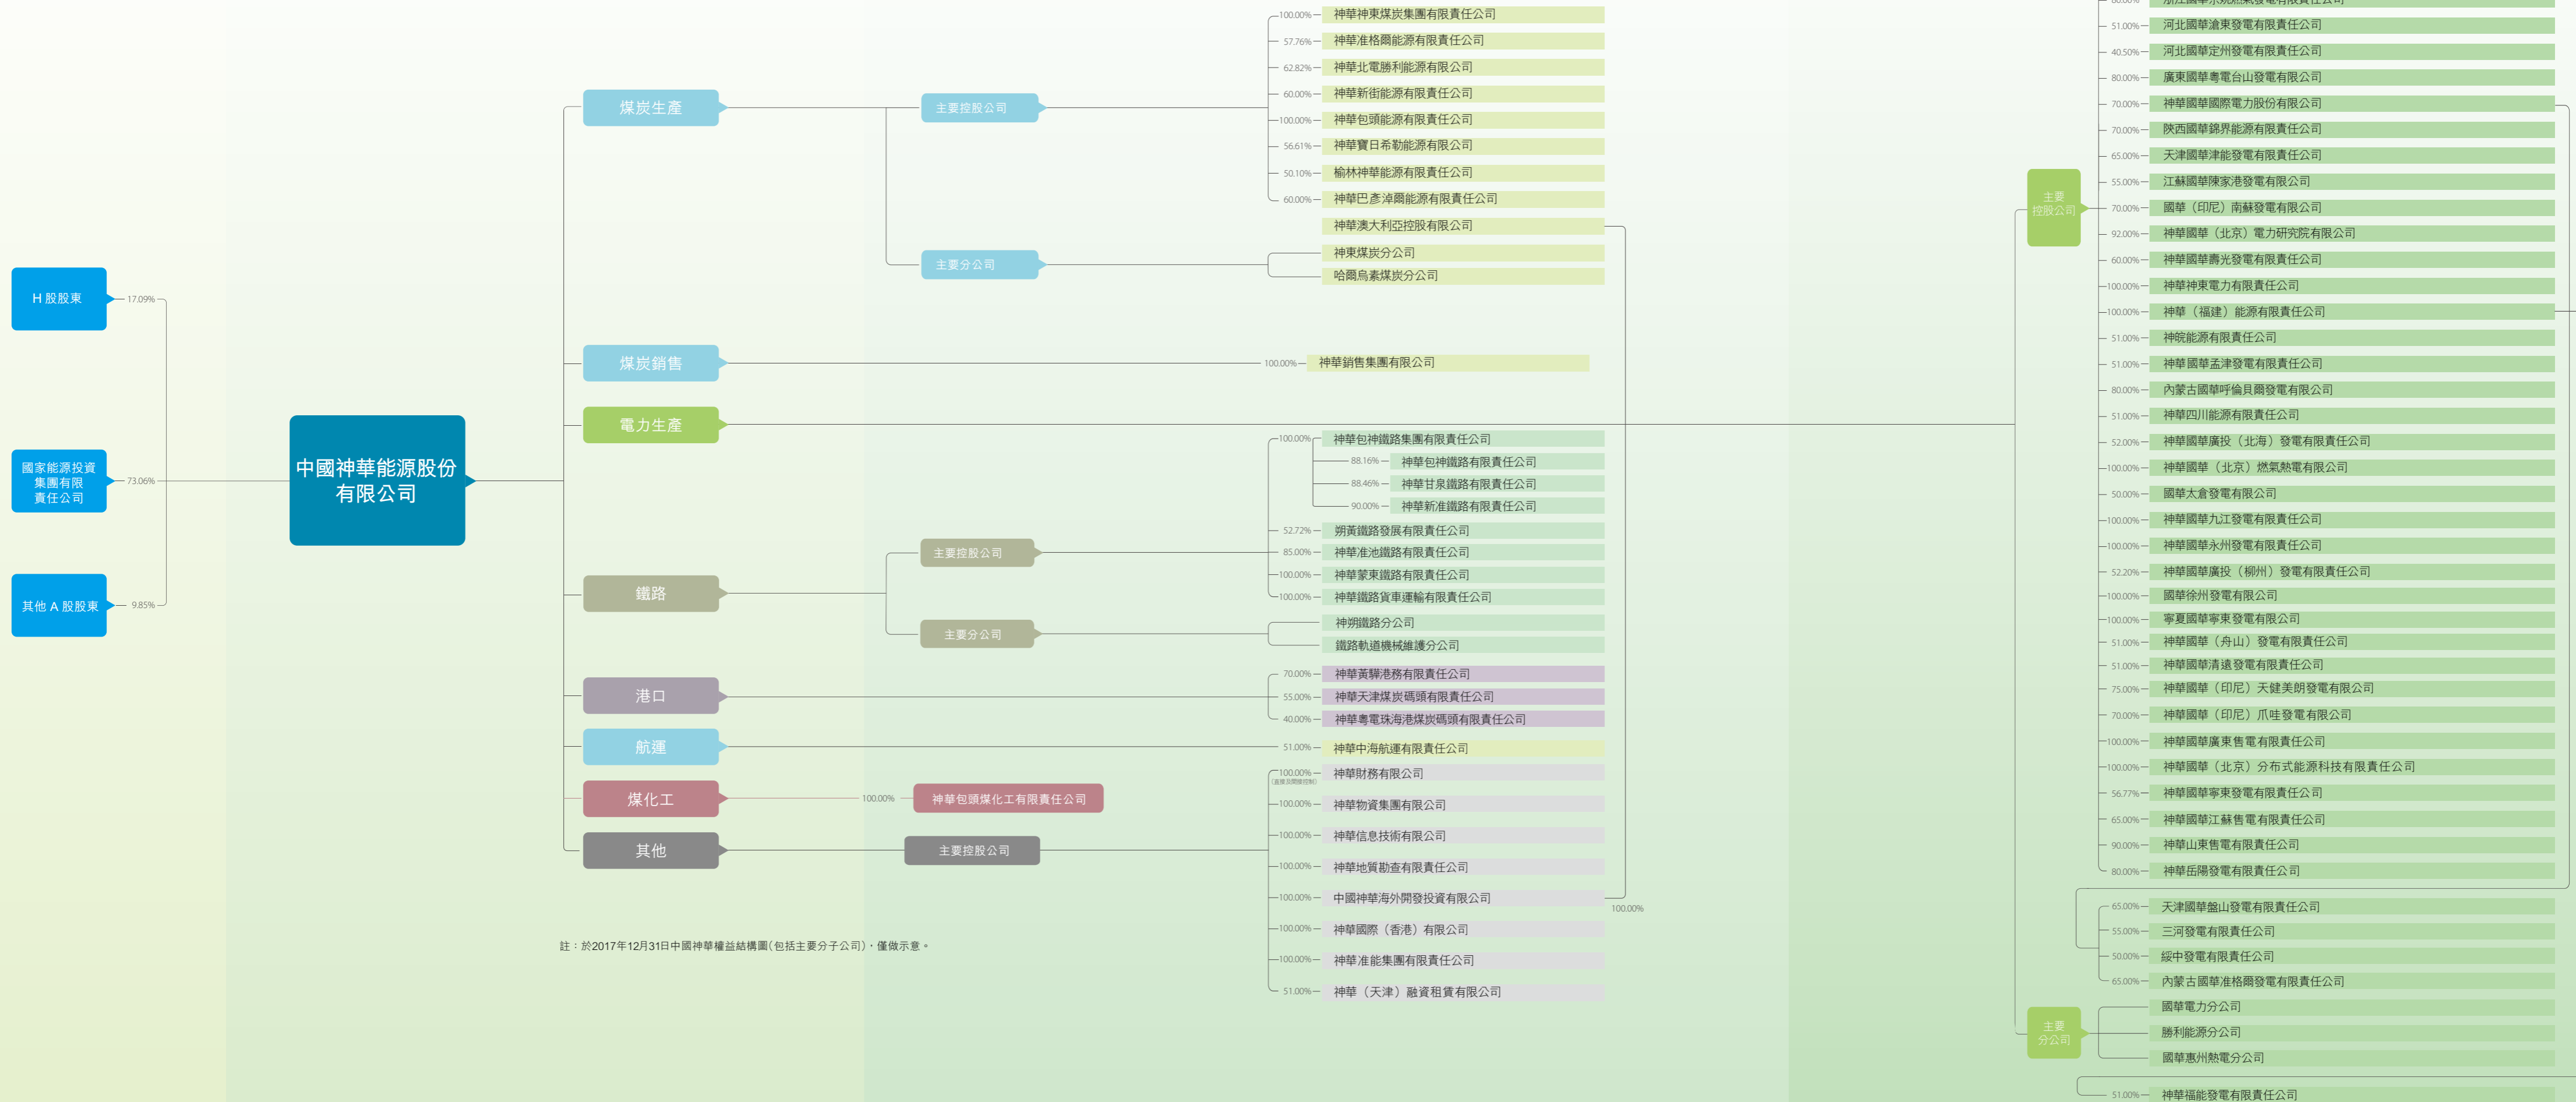 H 股股東
17.09%
國家能源投資
集團有限
責任公司
73.06%
其他 A 股股東
9.85%
中國神華能源股份
有限公司
煤炭生產
主要控股公司
100.00%
神華神東煤炭集團有限責任公司
57.76%
神華准格爾能源有限責任公司
62.82%
神華北電勝利能源有限公司
60.00%
神華新街能源有限責任公司
100.00%
神華包頭能源有限責任公司
56.61%
神華寶日希勒能源有限公司
50.10%
榆林神華能源有限責任公司
60.00%
神華巴彥淖爾能源有限責任公司
神華澳大利亞控股有限公司
主要分公司
神東煤炭分公司
哈爾烏素煤炭分公司
煤炭銷售
100.00%
神華銷售集團有限公司
電力生產
鐵路
主要控股公司
100.00%
神華包神鐵路集團有限責任公司
88.16%
神華包神鐵路有限責任公司
88.46%
神華甘泉鐵路有限責任公司
90.00%
神華新准鐵路有限責任公司
52.72%
朔黃鐵路發展有限責任公司
85.00%
神華准池鐵路有限責任公司
100.00%
神華蒙東鐵路有限責任公司
100.00%
神華鐵路貨車運輸有限責任公司
主要分公司
神朔鐵路分公司
鐵路軌道機械維護分公司
港口
70.00%
神華黃驊港務有限責任公司
55.00%
神華天津煤炭碼頭有限責任公司
40.00%
神華粵電珠海港煤炭碼頭有限責任公司
航運
51.00%
神華中海航運有限責任公司
煤化工
100.00%
神華包頭煤化工有限責任公司
其他
主要控股公司
100.00%
(直接及間接控制)
神華財務有限公司
100.00%
神華物資集團有限公司
100.00%
神華信息技術有限公司
100.00%
神華地質勘查有限責任公司
100.00%
中國神華海外開發投資有限公司
100.00%
100.00%
神華國際（香港）有限公司
100.00%
神華准能集團有限責任公司
51.00%
神華（天津）融資租賃有限公司
註：於2017年12月31日中國神華權益結構圖(包括主要分子公司)，僅做示意。
主要
控股公司
51.00%
河北國華滄東發電有限責任公司
40.50%
河北國華定州發電有限責任公司
80.00%
廣東國華粵電台山發電有限公司
70.00%
神華國華國際電力股份有限公司
70.00%
陝西國華錦界能源有限責任公司
65.00%
天津國華津能發電有限責任公司
55.00%
江蘇國華陳家港發電有限公司
70.00%
國華（印尼）南蘇發電有限公司
92.00%
神華國華（北京）電力研究院有限公司
60.00%
神華國華壽光發電有限責任公司
100.00%
神華神東電力有限責任公司
100.00%
神華（福建）能源有限責任公司
51.00%
神皖能源有限責任公司
51.00%
神華國華孟津發電有限責任公司
80.00%
內蒙古國華呼倫貝爾發電有限公司
51.00%
神華四川能源有限責任公司
52.00%
神華國華廣投（北海）發電有限責任公司
100.00%
神華國華（北京）燃氣熱電有限公司
50.00%
國華太倉發電有限公司
100.00%
神華國華九江發電有限責任公司
100.00%
神華國華永州發電有限責任公司
52.20%
神華國華廣投（柳州）發電有限責任公司
100.00%
國華徐州發電有限公司
100.00%
寧夏國華寧東發電有限公司
51.00%
神華國華（舟山）發電有限責任公司
51.00%
神華國華清遠發電有限責任公司
75.00%
神華國華（印尼）天健美朗發電有限公司
70.00%
神華國華（印尼）爪哇發電有限公司
100.00%
神華國華廣東售電有限責任公司
100.00%
神華國華（北京）分布式能源科技有限責任公司
56.77%
神華國華寧東發電有限責任公司
65.00%
神華國華江蘇售電有限責任公司
90.00%
神華山東售電有限責任公司
80.00%
神華岳陽發電有限責任公司
65.00%
天津國華盤山發電有限責任公司
55.00%
三河發電有限責任公司
50.00%
綏中發電有限責任公司
65.00%
內蒙古國華准格爾發電有限責任公司
主要
分公司
國華電力分公司
勝利能源分公司
國華惠州熱電分公司
51.00%
神華福能發電有限責任公司